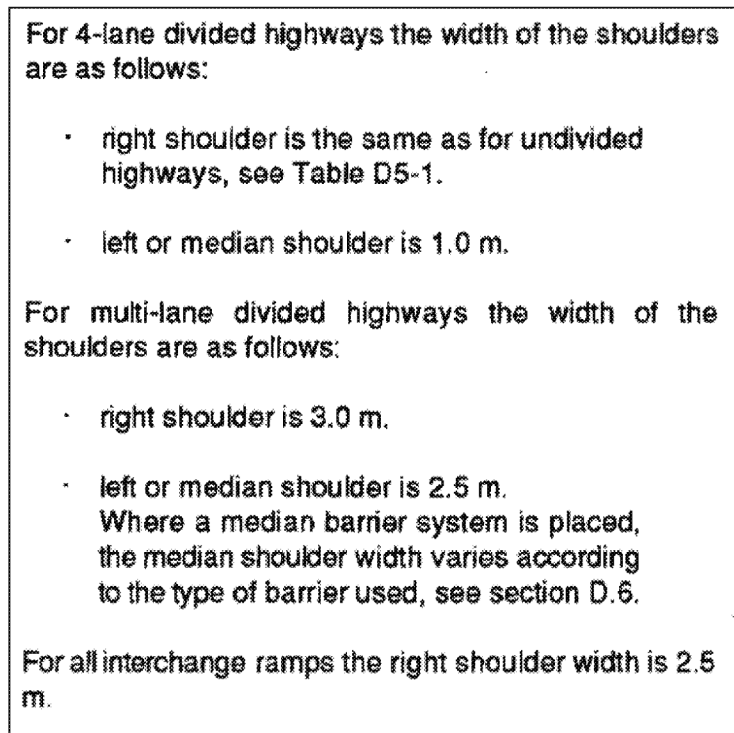 For 4-lane divided highways the width of the shoulders
are as follows:
· right shoulder is the same as for undivided
highways, see Table D5-1.
· left or median shoulder is 1.0 m.
For multi-lane divided highways the width of the
shoulders are as follows:
· right shoulder is 3.0 m.
· left or median shoulder is 2.5 m.
Where a median barrier system is placed,
the median shoulder width varies according
to the type of barrier used, see section D.6.
For all interchange ramps the right shoulder width is 2.5
m.